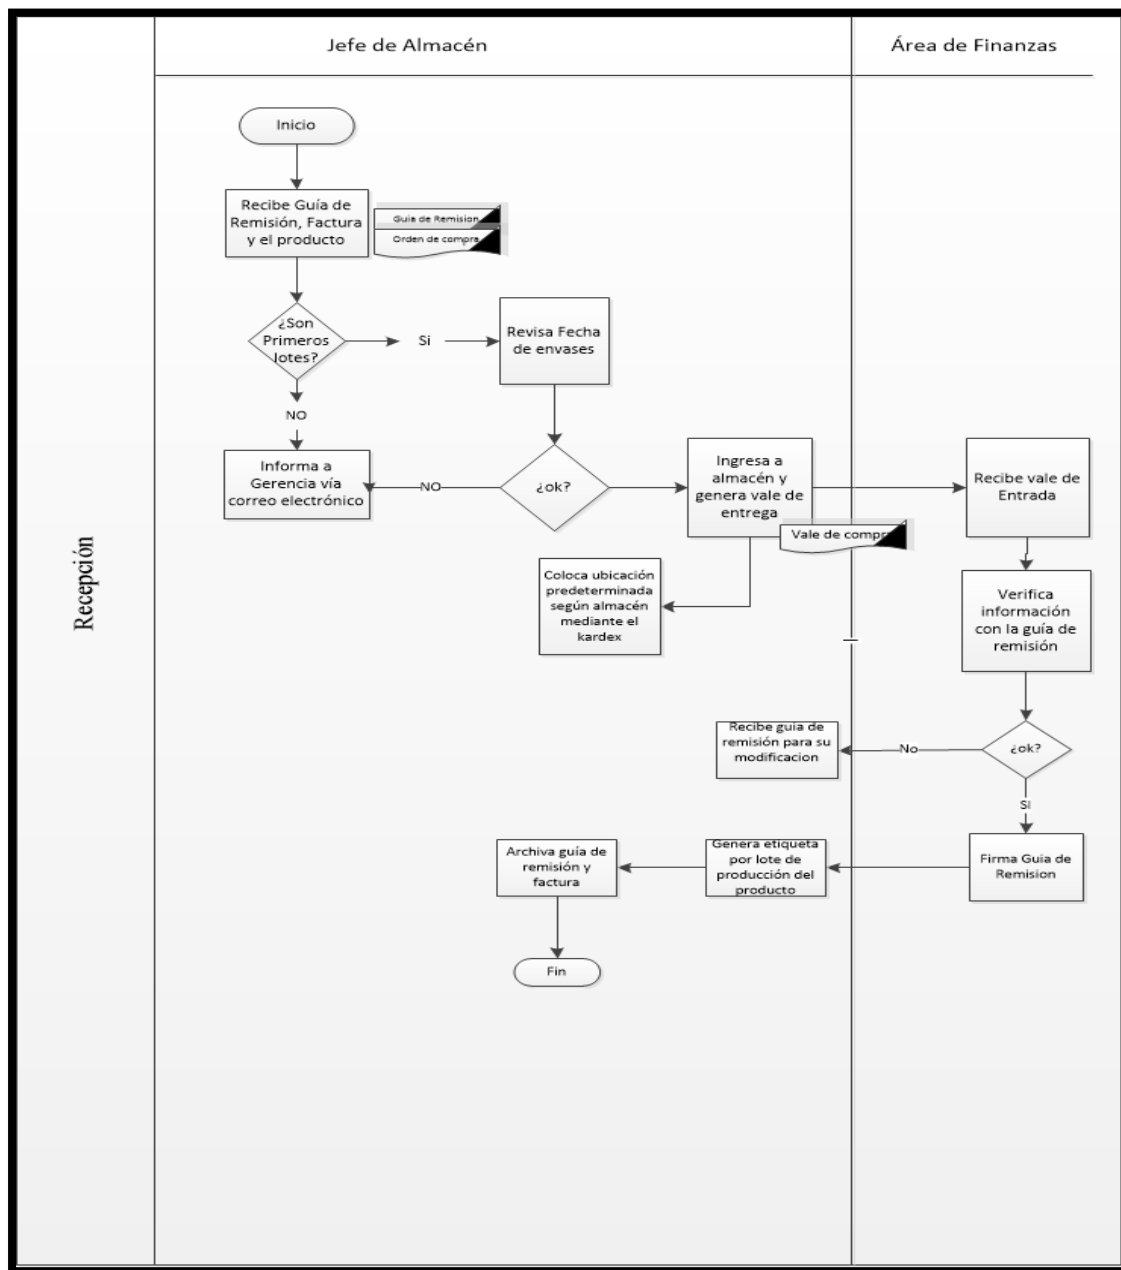 Jefe de Almacén
Área de Finanzas
Recepción
Inicio
Recibe Guía de
Remisión, Factura
y el producto
Guia de Remision
Orden de compra
¿Son
Primeros
lotes?
Si
Revisa Fecha
de envases
NO
Informa a
Gerencia vía
correo electrónico
NO
¿ok?
Ingresa a
almacén y
genera vale de
entrega
Vale de compr
Recibe vale de
Entrada
Coloca ubicación
predeterminada
según almacén
mediante el
kardex
Verifica
información
con la guía de
remisión
Recibe guia de
remisión para su
modificacion
No
¿ok?
Si
Archiva guía de
remisión y
factura
Genera etiqueta
por lote de
producción del
producto
Firma Guia de
Remision
Fin